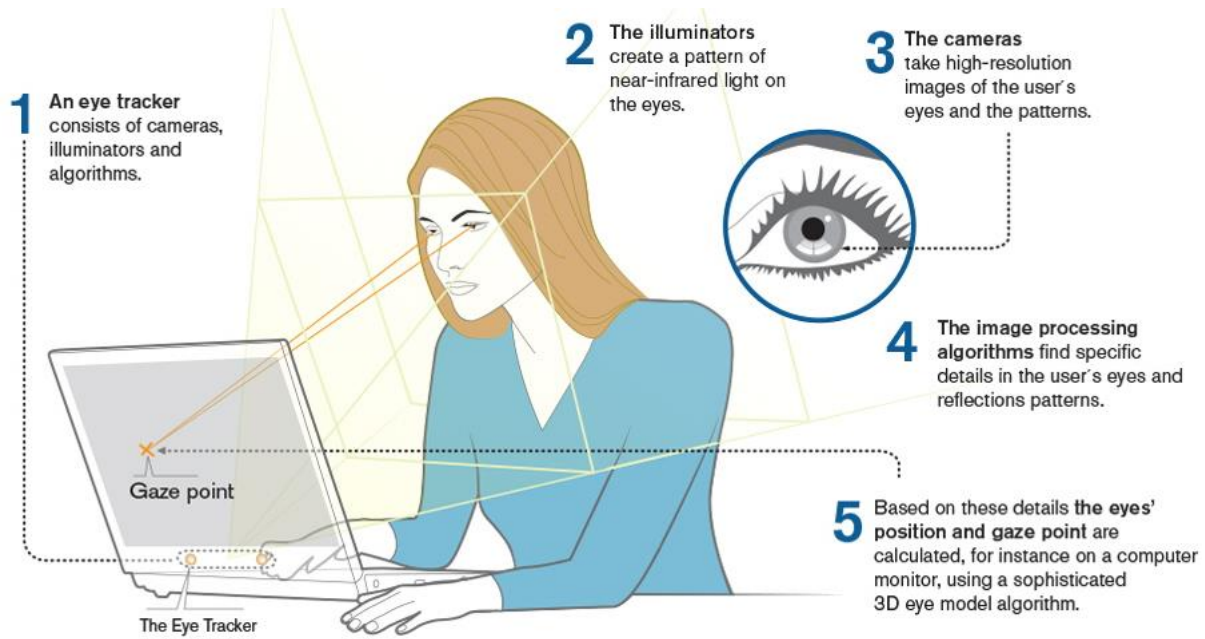 1
An eye tracker
consists of cameras,
illuminators and
algorithms.
2
The illuminators
create a pattern of
near-infrared light on
the eyes.
3
The cameras
take high-resolution
images of the user´s
eyes and the patterns.
4
The image processing
algorithms find specific
details in the user´s eyes and
reflections patterns.
5
Based on these details the eyes’
position and gaze point are
calculated, for instance on a computer
monitor, using a sophisticated
3D eye model algorithm.
Gaze point
The Eye Tracker